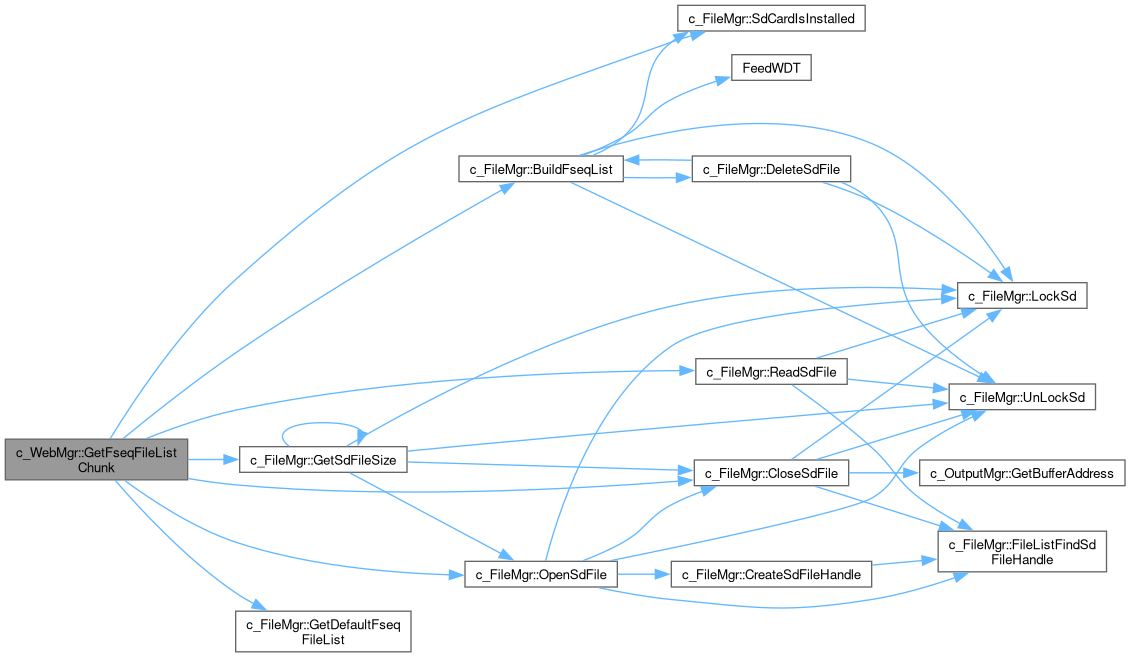 c_FileMgr::SdCardIsInstalled
FeedWDT
c_FileMgr::BuildFseqList
c_FileMgr::DeleteSdFile
c_FileMgr::LockSd
c_FileMgr::ReadSdFile
c_FileMgr::UnLockSd
c_WebMgr::GetFseqFileList
Chunk
c_FileMgr::GetSdFileSize
c_FileMgr::CloseSdFile
c_OutputMgr::GetBufferAddress
c_FileMgr::FileListFindSd
FileHandle
c_FileMgr::OpenSdFile
c_FileMgr::CreateSdFileHandle
c_FileMgr::GetDefaultFseq
FileList